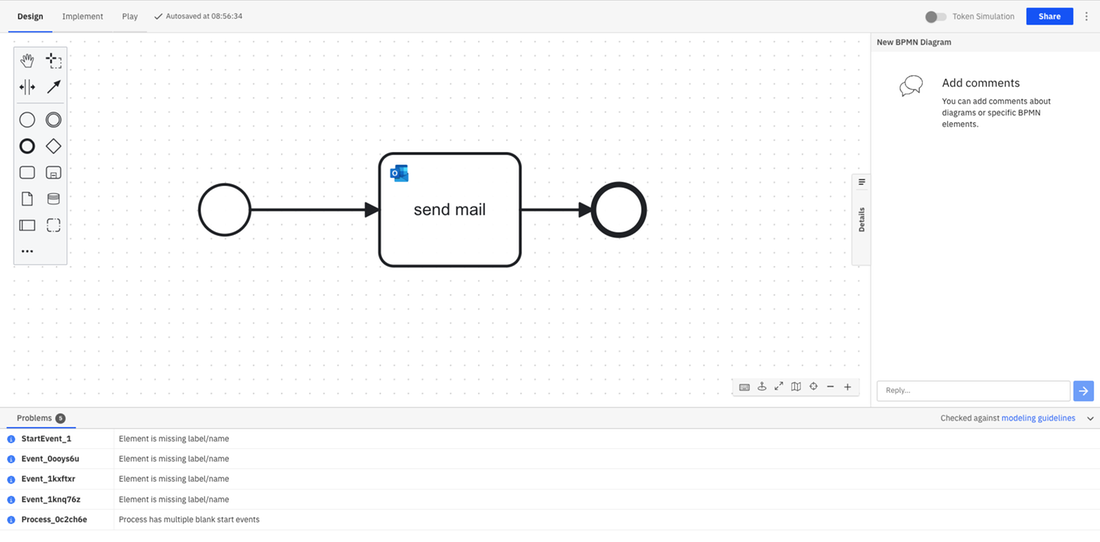 Design Implement Play Autosaved at 08:56:34 Token Simulation Share
New BPMN Diagram
Add comments
You can add comments about
diagrams or specific BPMN
elements.
O
send mail
Details
Reply...
Problems 5 Checked against modeling guidelines
StartEvent_1 Element is missing label/name
Event_0ooys6u Element is missing label/name
Event_1kxftxr Element is missing label/name
Event_1knq76z Element is missing label/name
Process_0c2ch6e Process has multiple blank start events